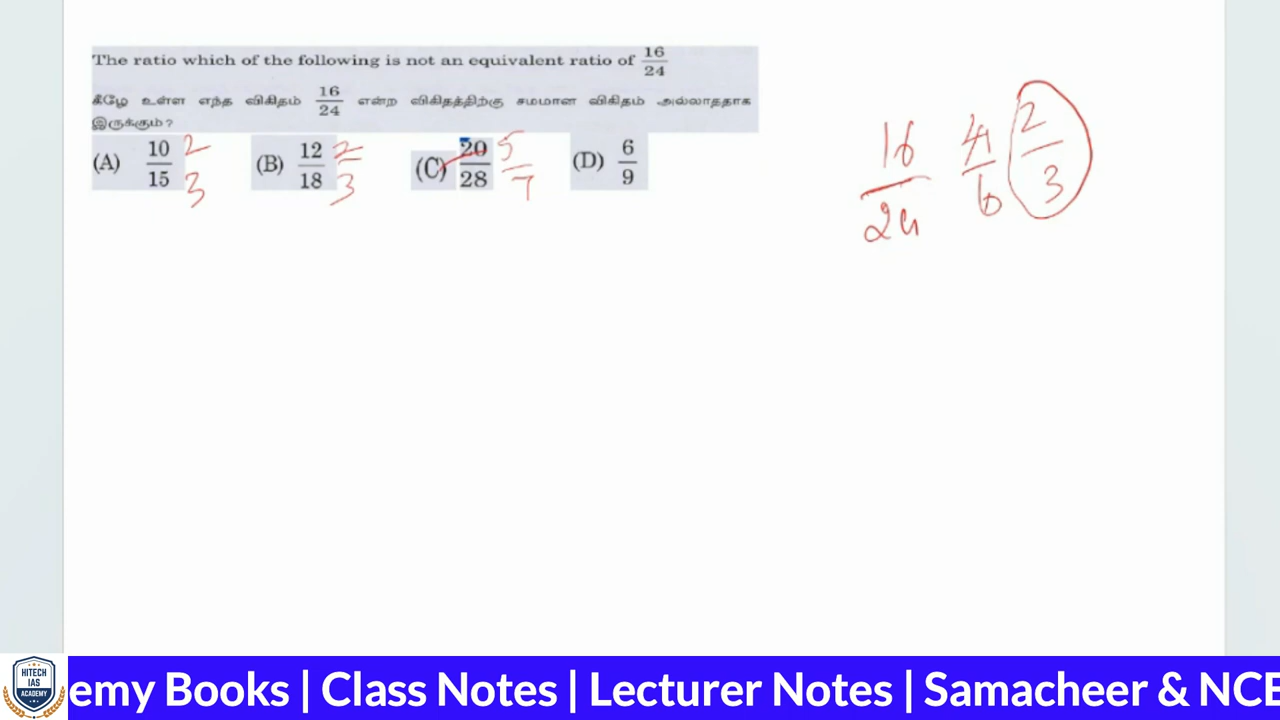 The ratio which of the following is not an equivalent ratio of 16/24
கீழே உள்ள எந்த விகிதம் 16/24 என்ற விகிதத்திற்கு சமமான விகிதம் அல்லாததாக
இருக்கும்?
(A) 10/15 2/3 (B) 12/18 2/3 (C) 20/28 5/7 (D) 6/9
16/24 4/6 2/3
HITECH
IAS
ACADEMY
emy Books | Class Notes | Lecturer Notes | Samacheer & NCE